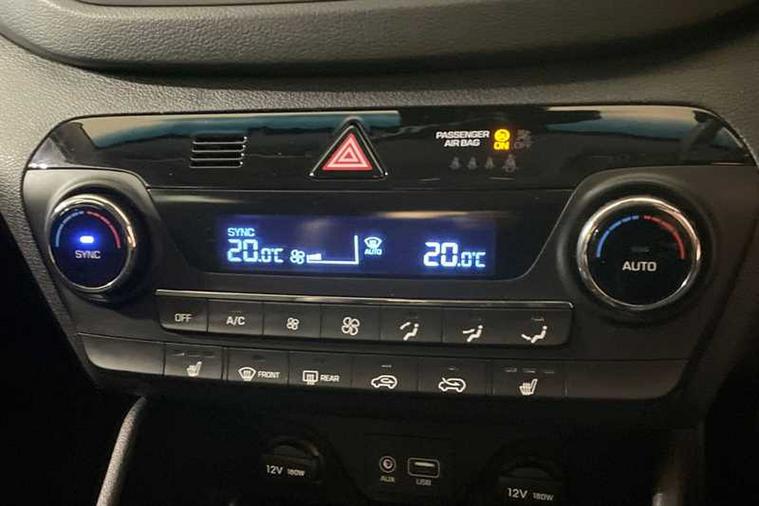 PASSENGER AIR BAG ON OFF
SYNC
20.0°C AUTO 20.0°C
SYNC
AUTO
OFF A/C
FRONT REAR
12V 180W AUX USB 12V 180W